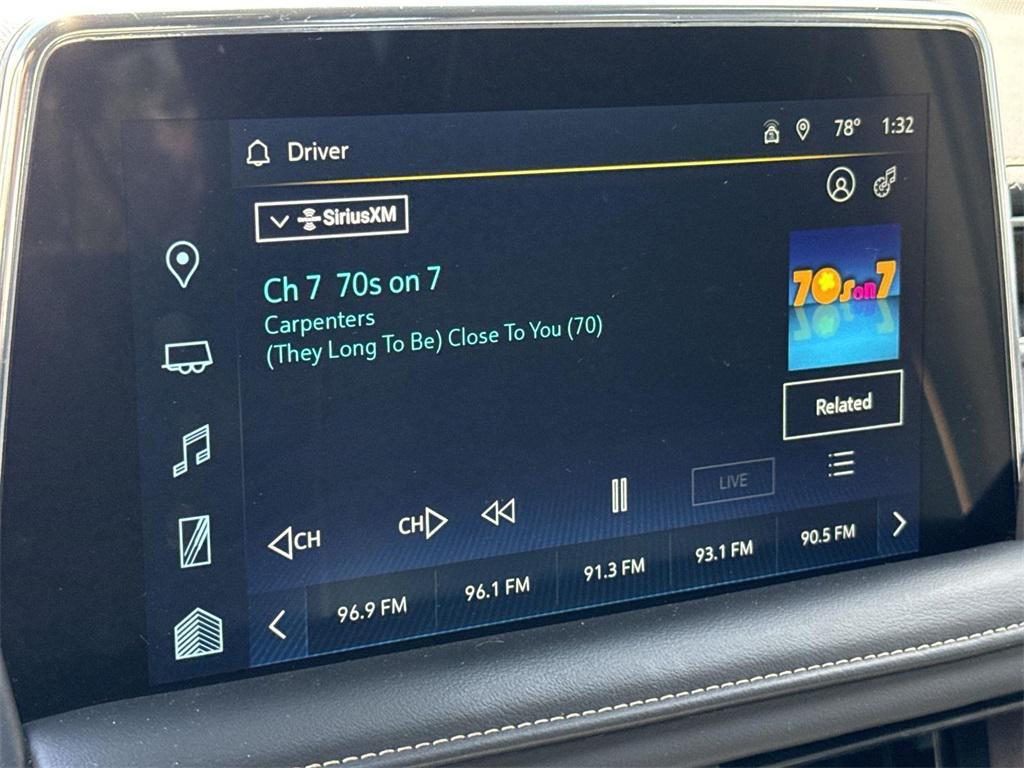 Driver
78° 1:32
SiriusXM
Ch 7 70s on 7
Carpenters
(They Long To Be) Close To You (70)
70s on 7
Related
CH
CH
LIVE
96.9 FM
96.1 FM
91.3 FM
93.1 FM
90.5 FM